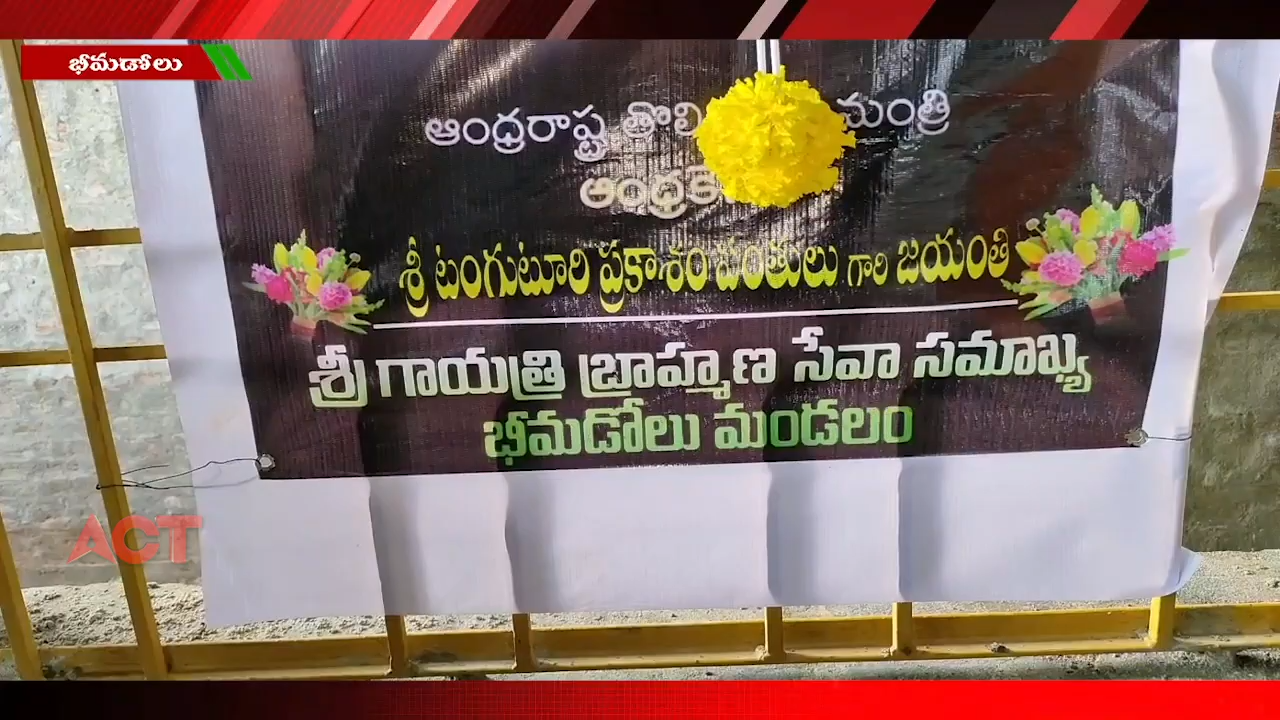 భీమడోలు
ఆంధ్రరాష్ట్ర తొలి మంత్రి
శ్రీ టంగుటూరి ప్రకాశం పంతులు గారి జయంతి
శ్రీ గాయత్రి బ్రాహ్మణ సేవా సమాఖ్య
భీమడోలు మండలం
ACT